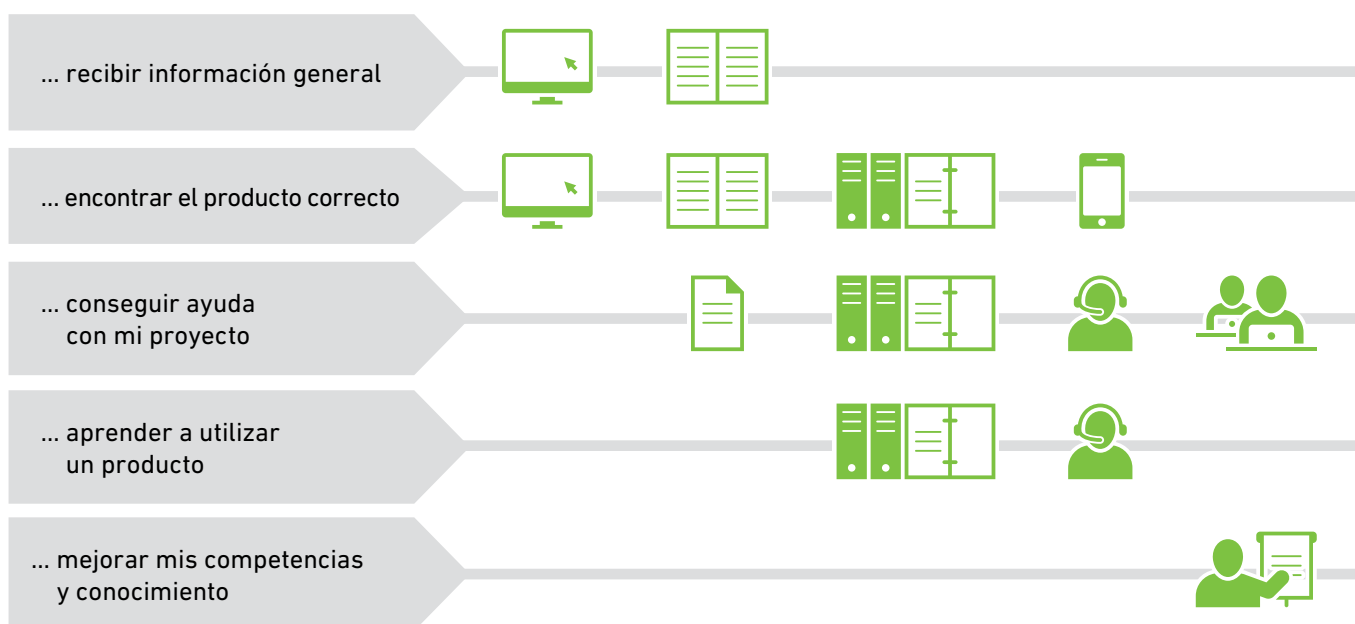 ... recibir información general
... encontrar el producto correcto
... conseguir ayuda
con mi proyecto
... aprender a utilizar
un producto
... mejorar mis competencias
y conocimiento